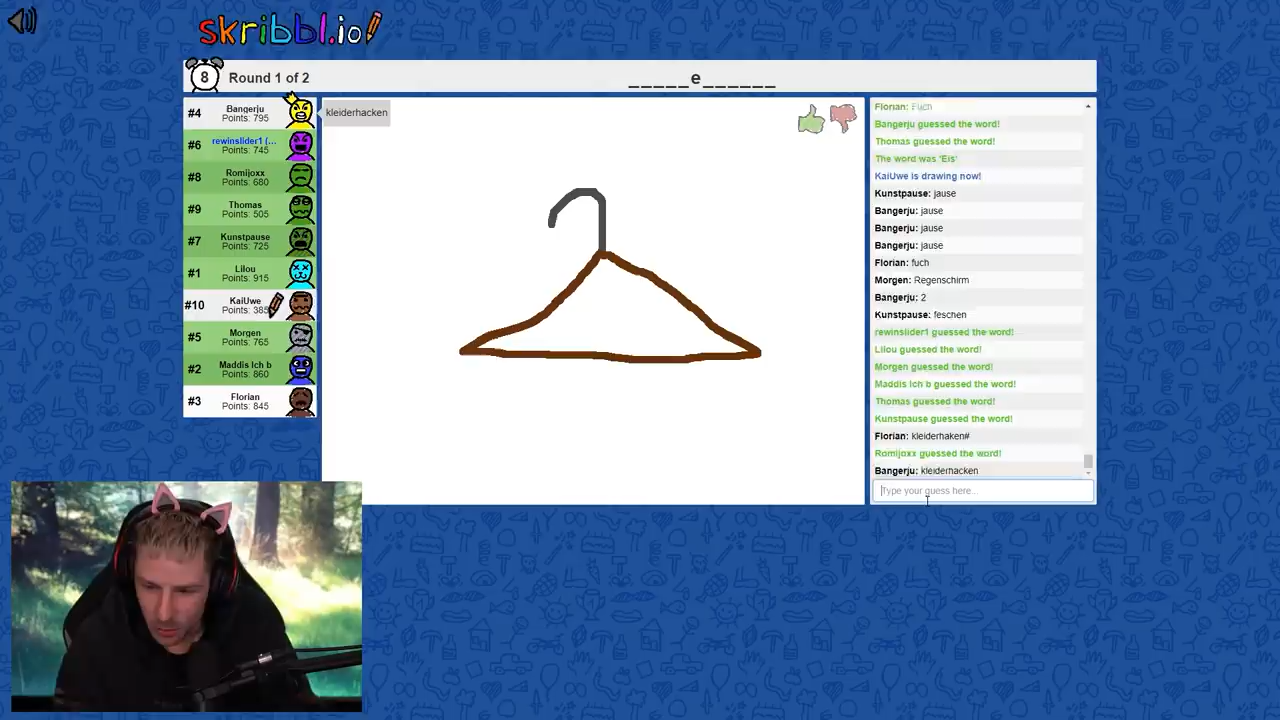 skribbl.io
8
Round 1 of 2
_____e______
#4
Bangerju
Points: 795
#6
rewinslider1 (...
Points: 745
#8
Romijoxx
Points: 680
#9
Thomas
Points: 505
#7
Kunstpause
Points: 725
#1
Lilou
Points: 915
#10
KaiUwe
Points: 385
#5
Morgen
Points: 765
#2
Maddis Ich b
Points: 860
#3
Florian
Points: 845
kleiderhacken
Florian: Fuch
Bangerju guessed the word!
Thomas guessed the word!
The word was 'Eis'
KaiUwe is drawing now!
Kunstpause: jause
Bangerju: jause
Bangerju: jause
Bangerju: jause
Florian: fuch
Morgen: Regenschirm
Bangerju: 2
Kunstpause: feschen
rewinslider1 guessed the word!
Lilou guessed the word!
Morgen guessed the word!
Maddis Ich b guessed the word!
Thomas guessed the word!
Kunstpause guessed the word!
Florian: kleiderhaken#
Romijoxx guessed the word!
Bangerju: kleiderhacken
Type your guess here...